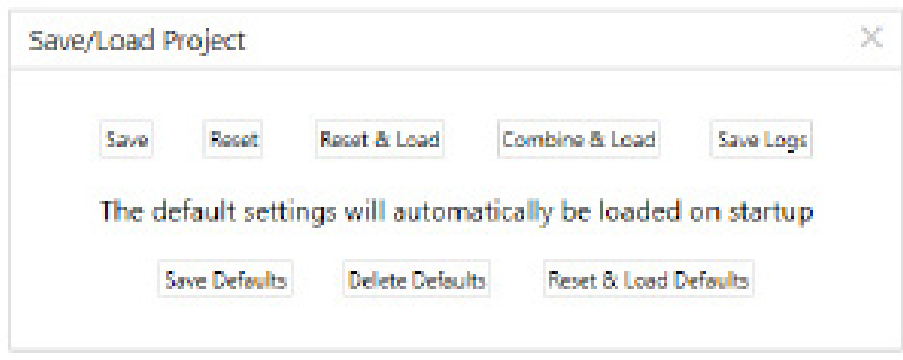 Save/Load Project
Save Reset Reset & Load Combine & Load Save Logs
The default settings will automatically be loaded on startup
Save Defaults Delete Defaults Reset & Load Defaults